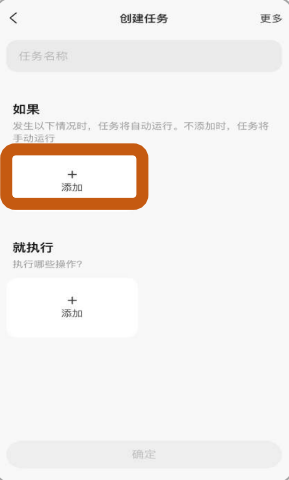 创建任务 更多
任务名称
如果
发生以下情况时，任务将自动运行。不添加时，任务将
手动运行
+
添加
就执行
执行哪些操作?
+
添加
确定